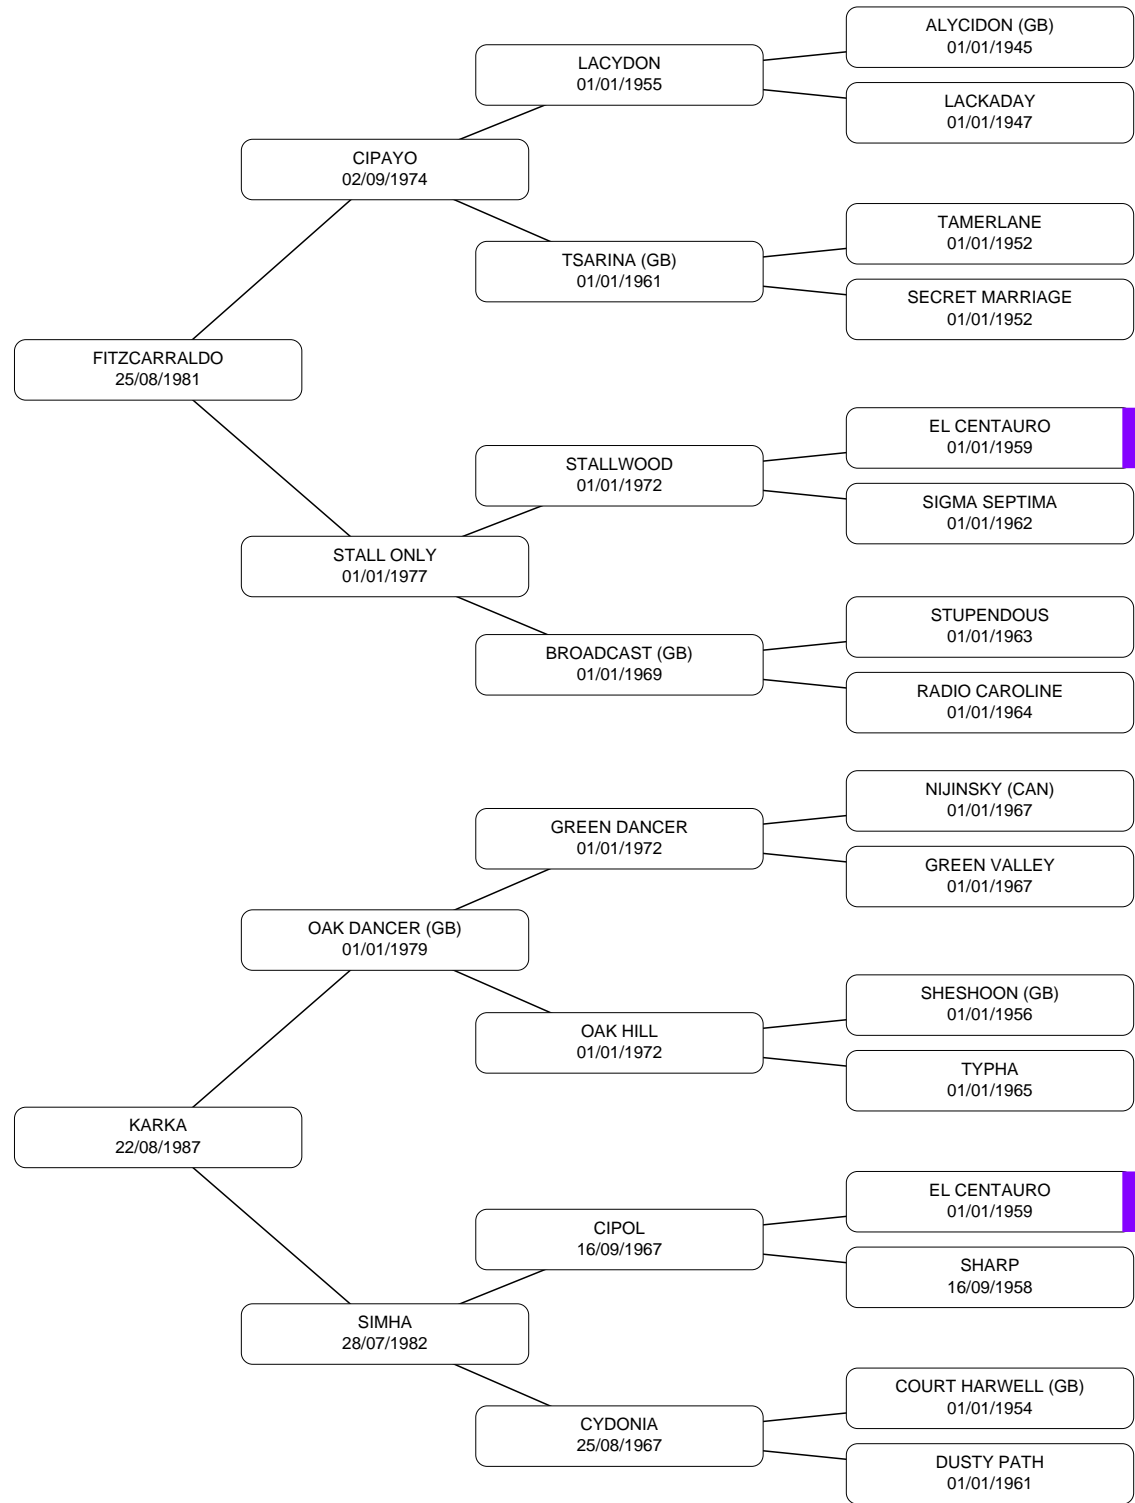 ALYCIDON (GB)
01/01/1945
LACYDON
01/01/1955
LACKADAY
01/01/1947
CIPAYO
02/09/1974
TAMERLANE
01/01/1952
TSARINA (GB)
01/01/1961
SECRET MARRIAGE
01/01/1952
FITZCARRALDO
25/08/1981
EL CENTAURO
01/01/1959
STALLWOOD
01/01/1972
SIGMA SEPTIMA
01/01/1962
STALL ONLY
01/01/1977
STUPENDOUS
01/01/1963
BROADCAST (GB)
01/01/1969
RADIO CAROLINE
01/01/1964
NIJINSKY (CAN)
01/01/1967
GREEN DANCER
01/01/1972
GREEN VALLEY
01/01/1967
OAK DANCER (GB)
01/01/1979
SHESHOON (GB)
01/01/1956
OAK HILL
01/01/1972
TYPHA
01/01/1965
KARKA
22/08/1987
EL CENTAURO
01/01/1959
CIPOL
16/09/1967
SHARP
16/09/1958
SIMHA
28/07/1982
COURT HARWELL (GB)
01/01/1954
CYDONIA
25/08/1967
DUSTY PATH
01/01/1961